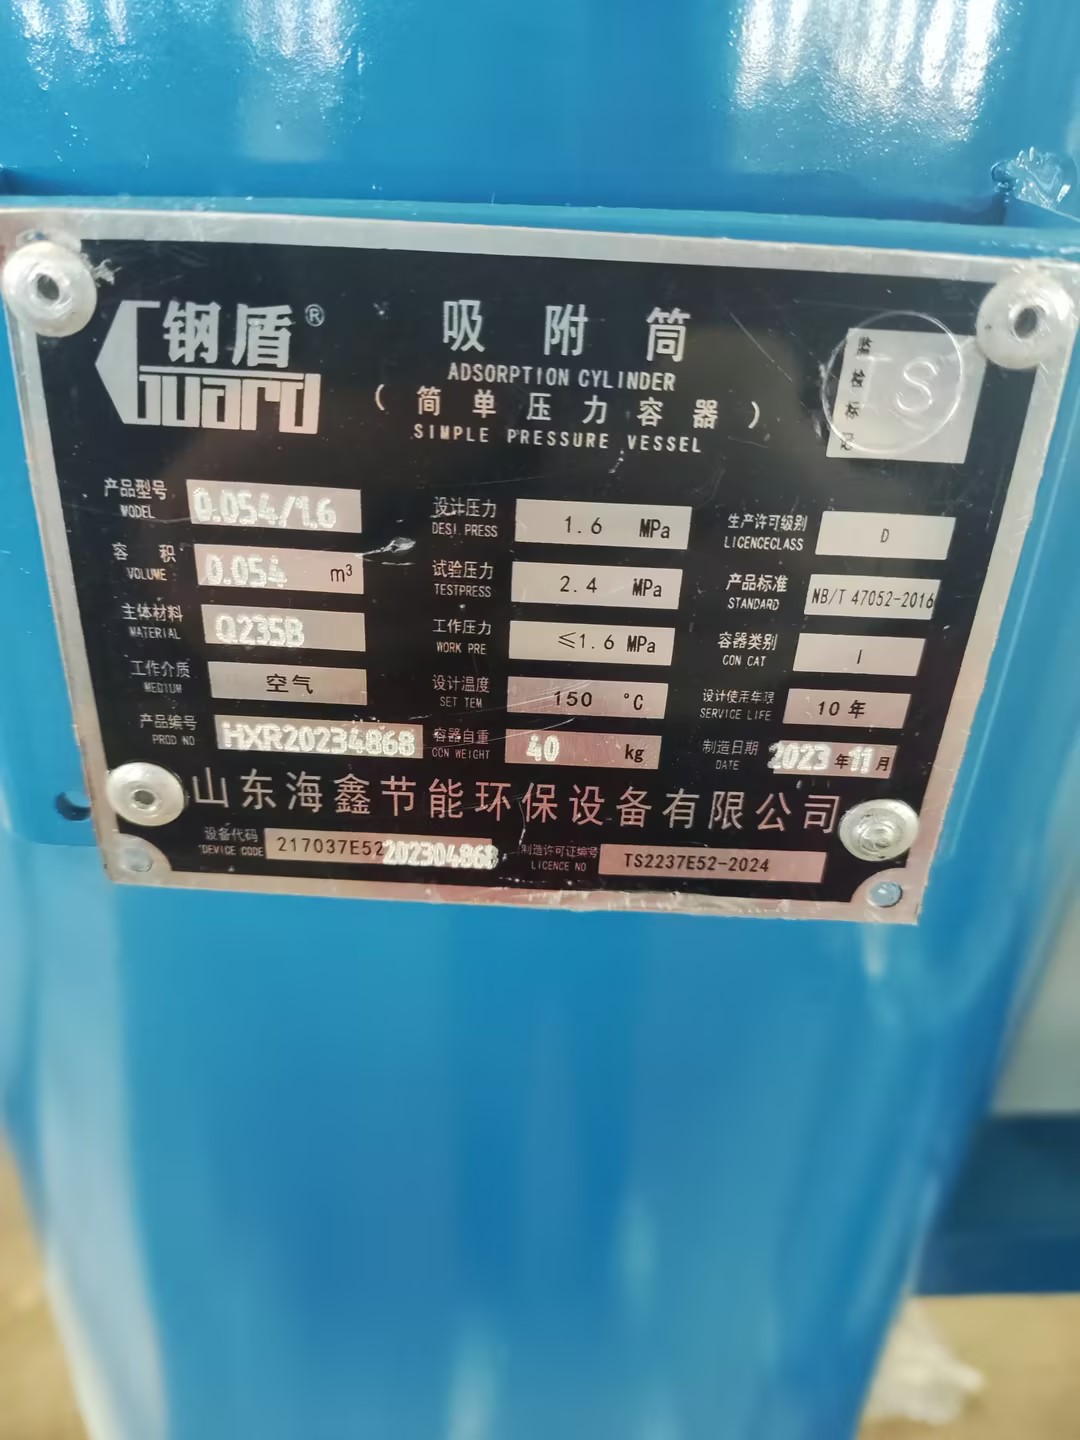 钢盾®
Guard
吸附筒
ADSORPTION CYLINDER
（简单压力容器）
SIMPLE PRESSURE VESSEL
监检标记
TS
产品型号 0.054/1.6
MODEL
容积 0.054 m³
VOLUME
主体材料 Q235B
MATERIAL
工作介质 空气
MEDIUM
产品编号 HXR20234868
PROD NO
设计压力 1.6 MPa
DESI.PRESS
试验压力 2.4 MPa
TESTPRESS
工作压力 ≤1.6 MPa
WORK PRE
设计温度 150 °C
SET TEM
容器自重 40 kg
CON WEIGHT
生产许可级别 D
LICENCECLASS
产品标准 NB/T 47052-2016
STANDARD
容器类别 I
CON CAT
设计使用年限 10年
SERVICE LIFE
制造日期 2023年11月
DATE
山东海鑫节能环保设备有限公司
设备代码 217037E52202304868
DEVICE CODE
制造许可证编号 TS2237E52-2024
LICENCE NO